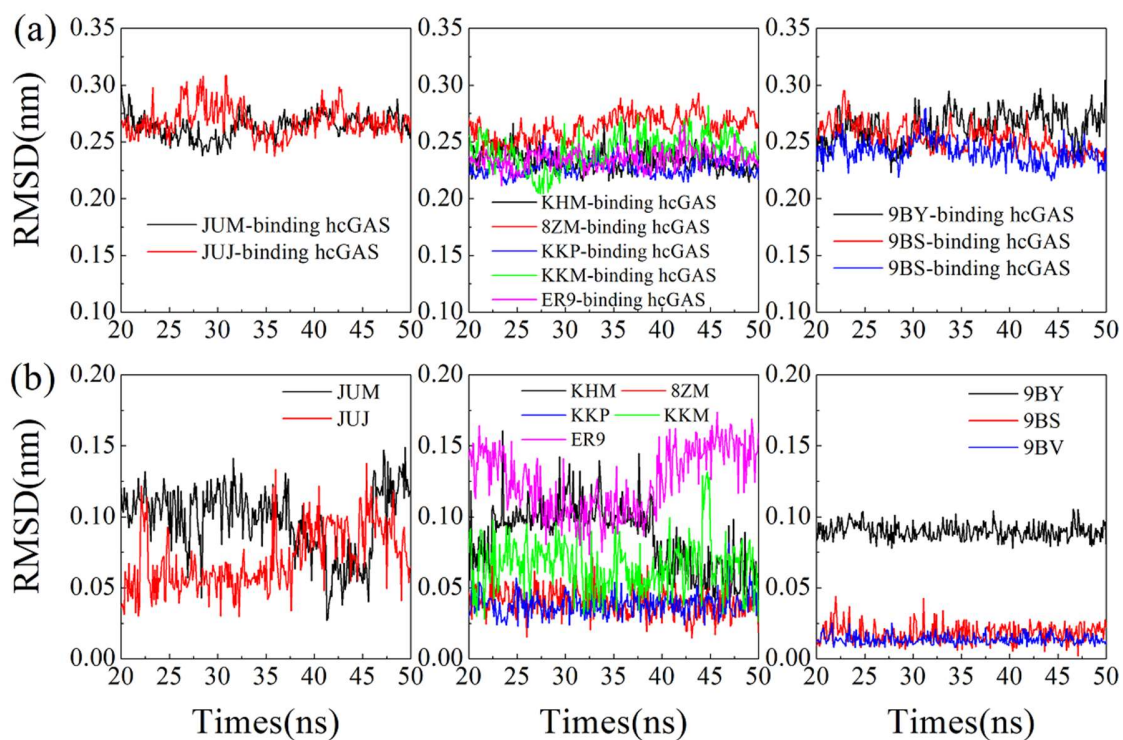 (a)
RMSD(nm)
0.35
0.30
0.25
0.20
0.15
0.10
JUM-binding hcGAS
JUJ-binding hcGAS
20 25 30 35 40 45 50
0.35
0.30
0.25
0.20
0.15
0.10
KHM-binding hcGAS
8ZM-binding hcGAS
KKP-binding hcGAS
KKM-binding hcGAS
ER9-binding hcGAS
20 25 30 35 40 45 50
0.35
0.30
0.25
0.20
0.15
0.10
9BY-binding hcGAS
9BS-binding hcGAS
9BS-binding hcGAS
20 25 30 35 40 45 50
(b)
RMSD(nm)
0.20
0.15
0.10
0.05
0.00
JUM
JUJ
20 25 30 35 40 45 50
Times(ns)
0.20
0.15
0.10
0.05
0.00
KHM 8ZM
KKP KKM
ER9
20 25 30 35 40 45 50
Times(ns)
0.20
0.15
0.10
0.05
0.00
9BY
9BS
9BV
20 25 30 35 40 45 50
Times(ns)